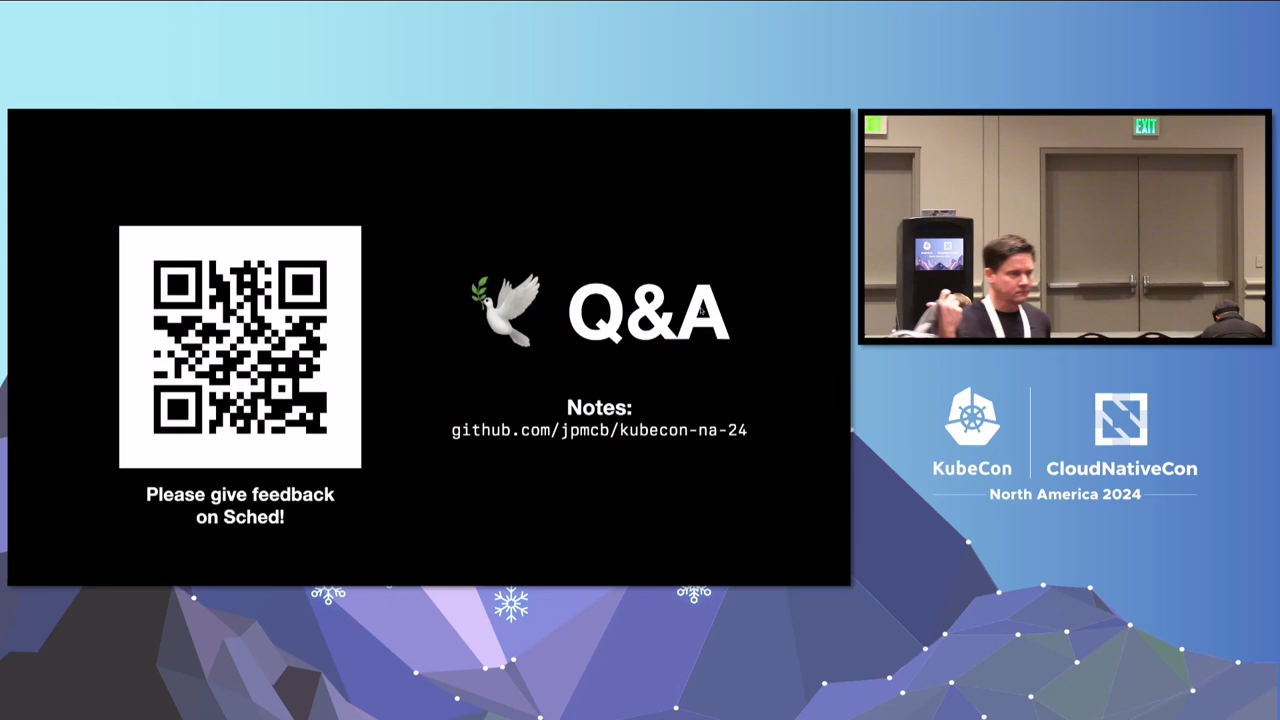 Q&A
Notes:
github.com/jpmcb/kubecon-na-24
Please give feedback
on Sched!
EXIT
KubeCon
CloudNativeCon
North America 2024